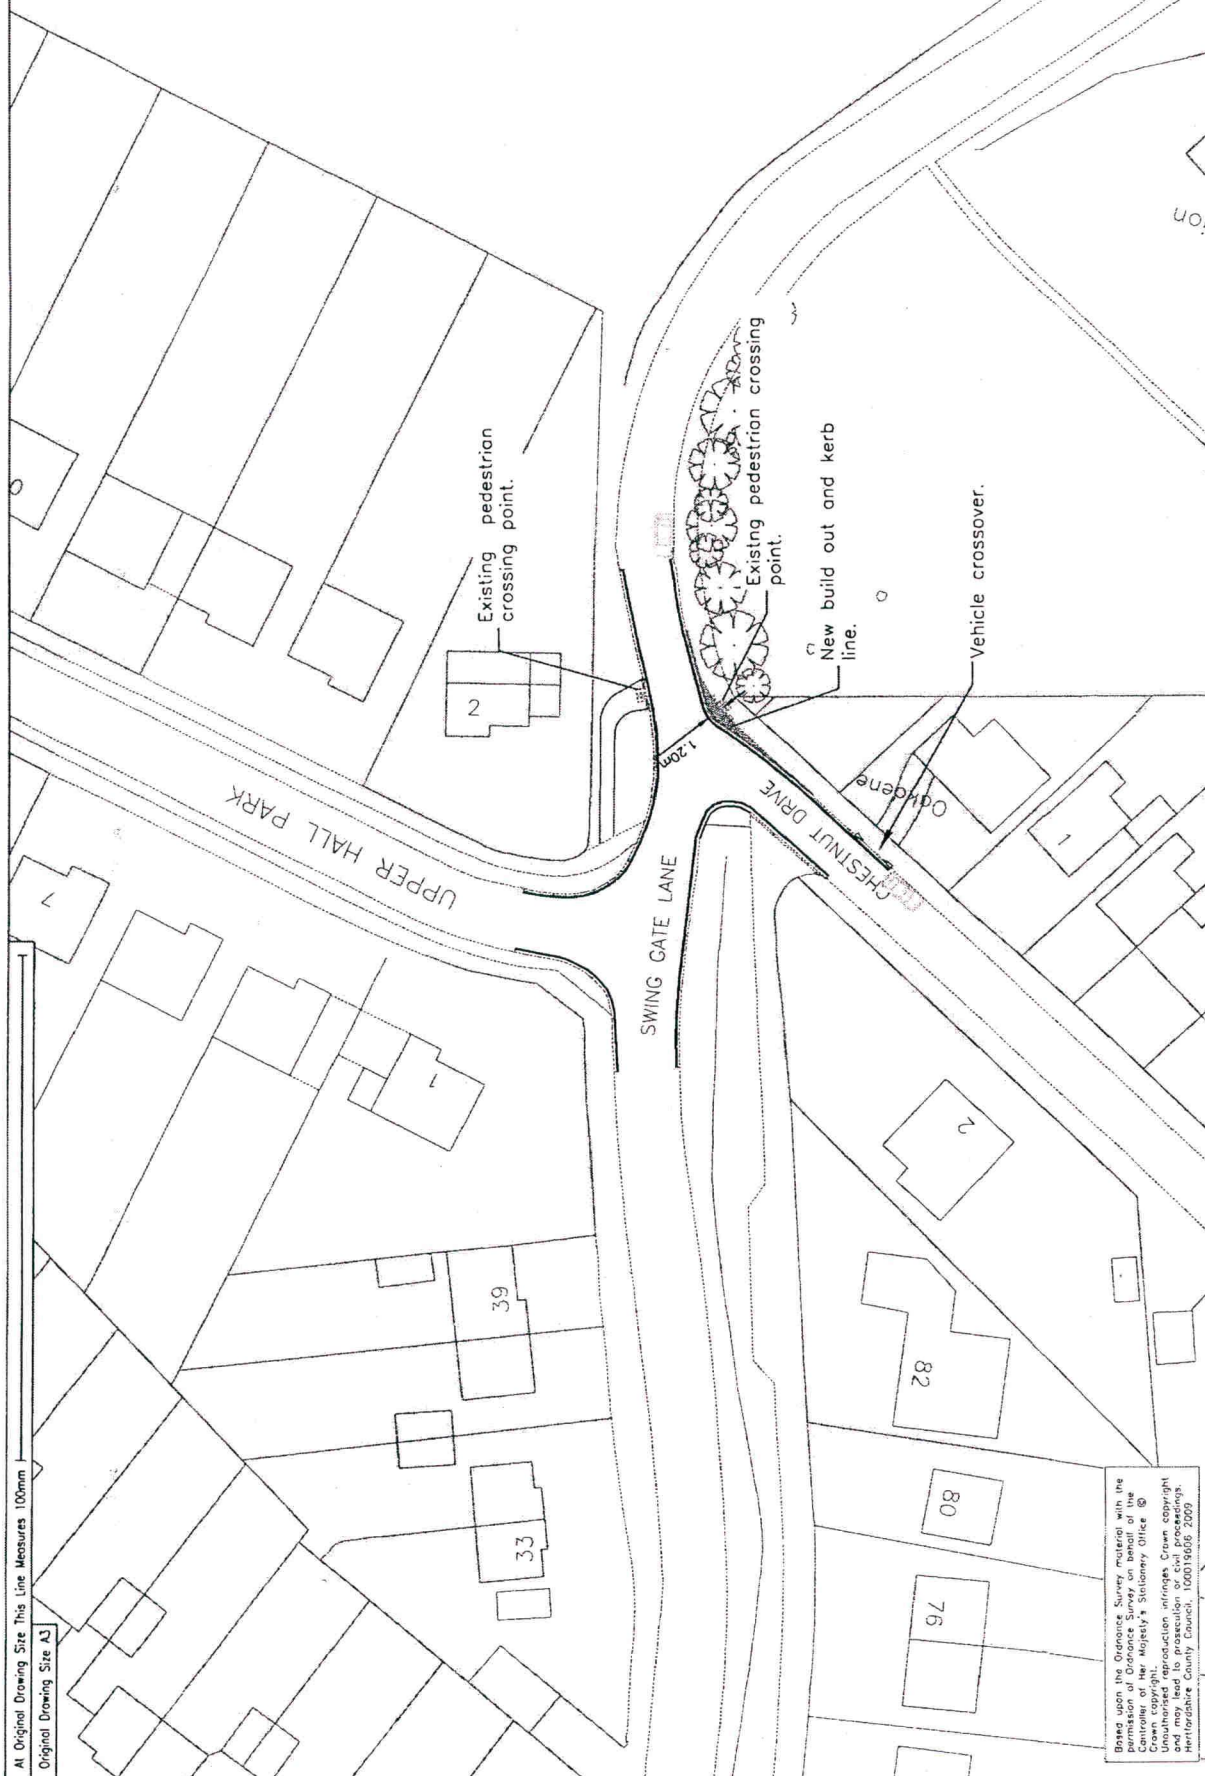 At Original Drawing Size This Line Measures 100mm
Original Drawing Size A3
UPPER HALL PARK
SWING GATE LANE
CHESTNUT DRIVE
Existing pedestrian
crossing point.
Existng pedestrian crossing
point.
New build out and kerb
line.
Vehicle crossover.
1.20m
Oakdene
7
1
2
39
33
0
1
2
82
80
76
ion
Based upon the Ordnance Survey material with the
permission of Ordnance Survey on behalf of the
Controller of Her Majesty's Stationery Office ©
Crown copyright.
Unauthorised reproduction infringes Crown copyright
and may lead to prosecution or civil proceedings.
Hertfordshire County Council, 100019606 2009